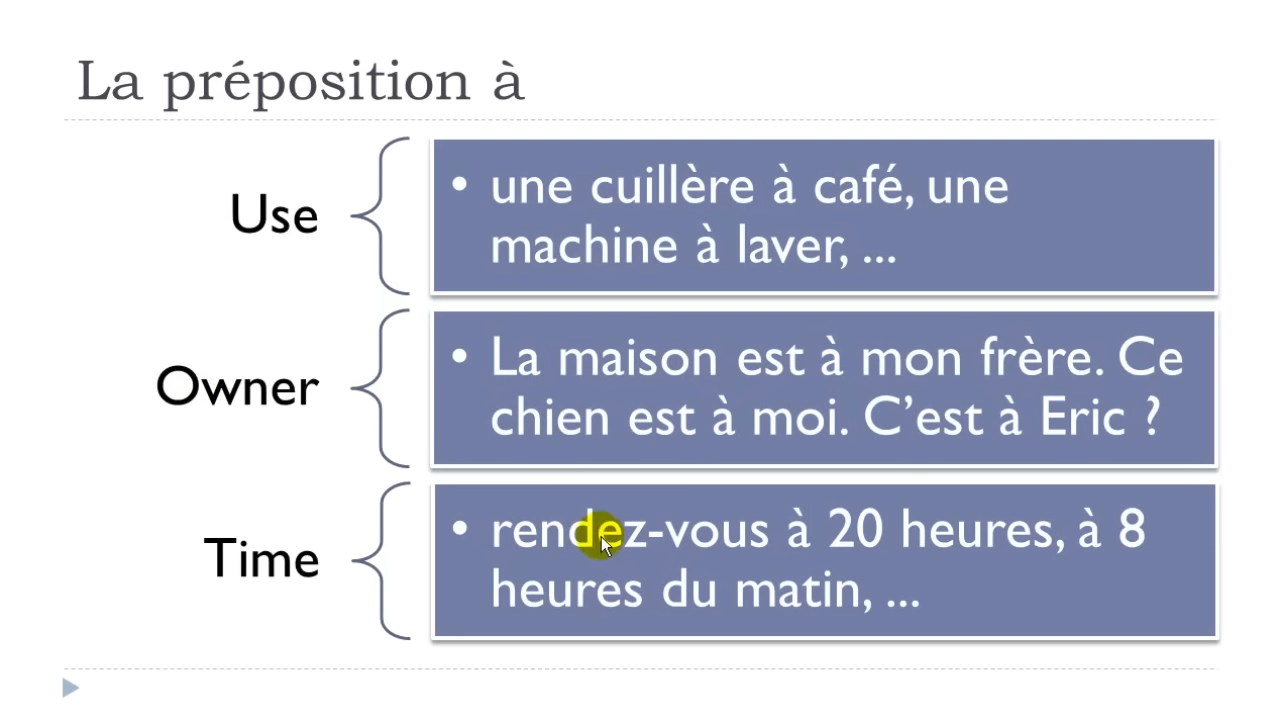 La préposition à
Use
• une cuillère à café, une
machine à laver, ...
Owner
• La maison est à mon frère. Ce
chien est à moi. C’est à Eric ?
Time
• rendez-vous à 20 heures, à 8
heures du matin, ...